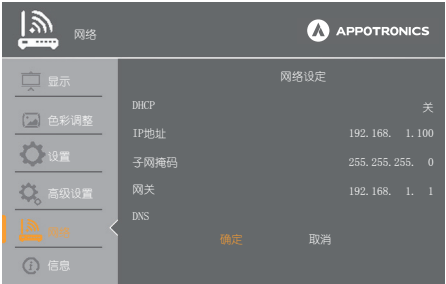 网络
APPOTRONICS
显示
色彩调整
设置
高级设置
网络
信息
网络设定
DHCP 关
IP地址 192.168. 1.100
子网掩码 255.255.255. 0
网关 192.168. 1. 1
DNS
确定 取消